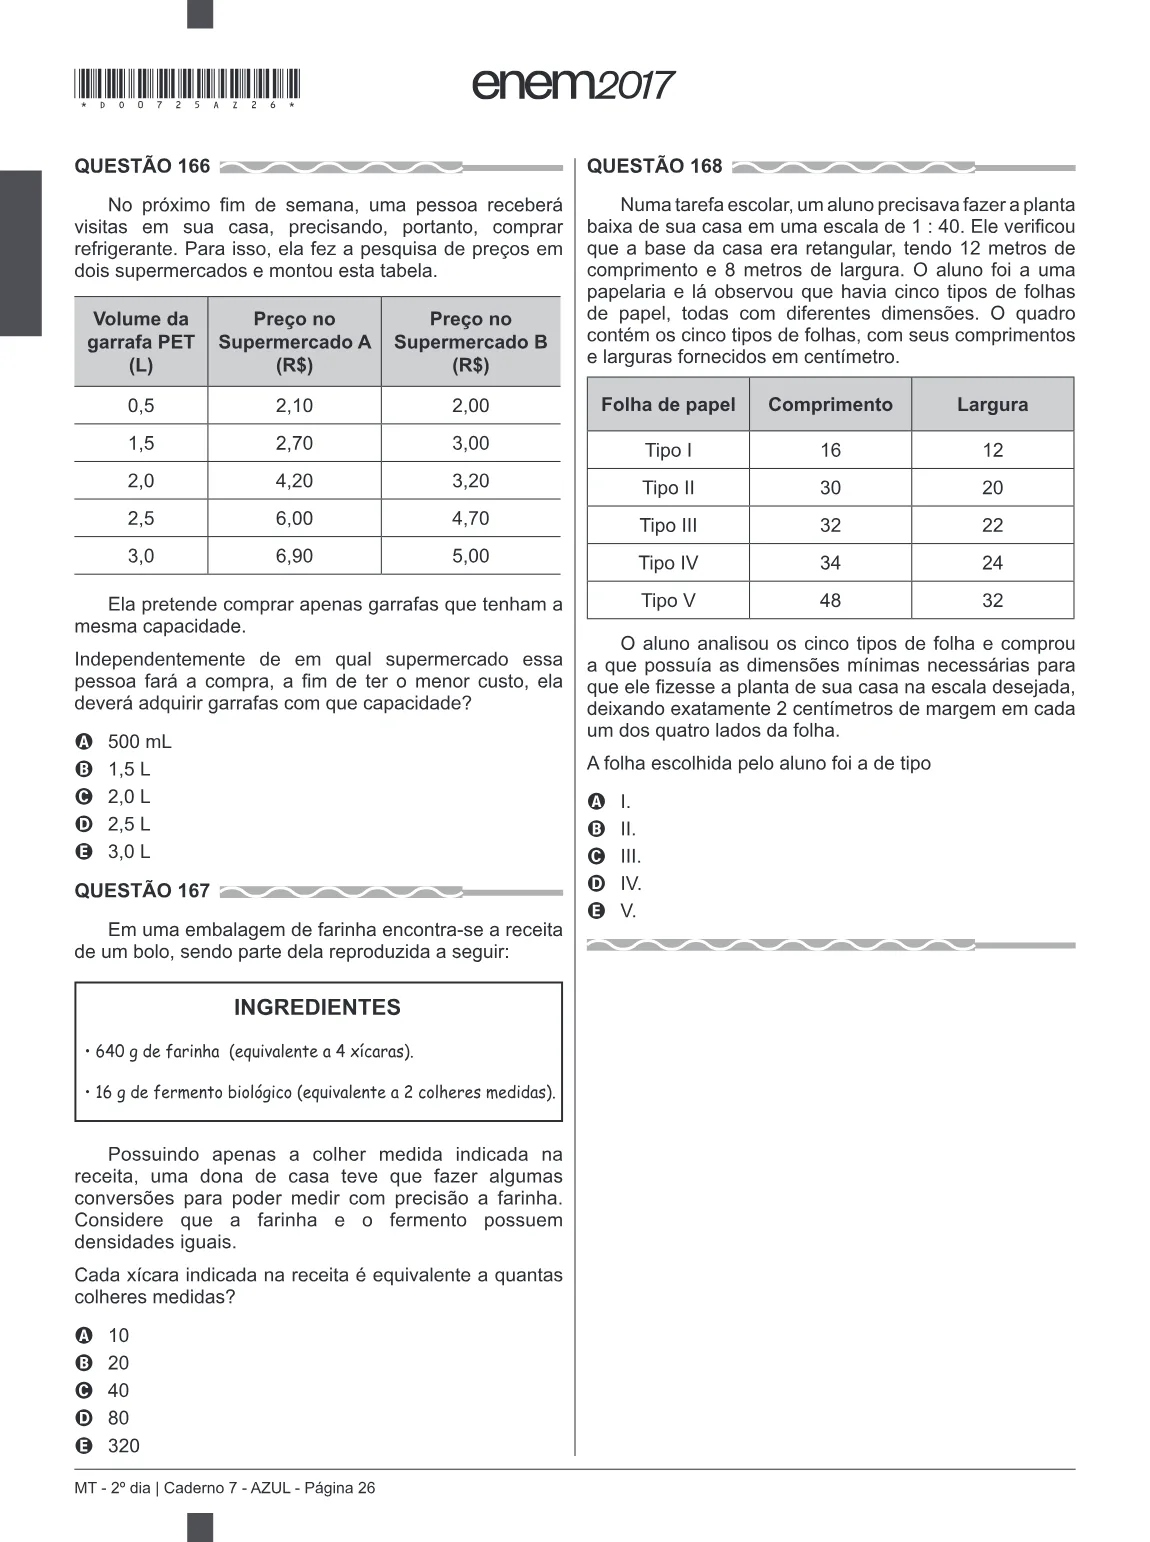 *D00725AZ26*
enem2017
QUESTÃO 166
No próximo fim de semana, uma pessoa receberá
visitas em sua casa, precisando, portanto, comprar
refrigerante. Para isso, ela fez a pesquisa de preços em
dois supermercados e montou esta tabela.
Volume da garrafa PET (L) Preço no Supermercado A (R$) Preço no Supermercado B (R$)
0,5 2,10 2,00
1,5 2,70 3,00
2,0 4,20 3,20
2,5 6,00 4,70
3,0 6,90 5,00
Ela pretende comprar apenas garrafas que tenham a
mesma capacidade.
Independentemente de em qual supermercado essa
pessoa fará a compra, a fim de ter o menor custo, ela
deverá adquirir garrafas com que capacidade?
A 500 mL
B 1,5 L
C 2,0 L
D 2,5 L
E 3,0 L
QUESTÃO 167
Em uma embalagem de farinha encontra-se a receita
de um bolo, sendo parte dela reproduzida a seguir:
INGREDIENTES
• 640 g de farinha (equivalente a 4 xícaras).
• 16 g de fermento biológico (equivalente a 2 colheres medidas).
Possuindo apenas a colher medida indicada na
receita, uma dona de casa teve que fazer algumas
conversões para poder medir com precisão a farinha.
Considere que a farinha e o fermento possuem
densidades iguais.
Cada xícara indicada na receita é equivalente a quantas
colheres medidas?
A 10
B 20
C 40
D 80
E 320
QUESTÃO 168
Numa tarefa escolar, um aluno precisava fazer a planta
baixa de sua casa em uma escala de 1 : 40. Ele verificou
que a base da casa era retangular, tendo 12 metros de
comprimento e 8 metros de largura. O aluno foi a uma
papelaria e lá observou que havia cinco tipos de folhas
de papel, todas com diferentes dimensões. O quadro
contém os cinco tipos de folhas, com seus comprimentos
e larguras fornecidos em centímetro.
Folha de papel Comprimento Largura
Tipo I 16 12
Tipo II 30 20
Tipo III 32 22
Tipo IV 34 24
Tipo V 48 32
O aluno analisou os cinco tipos de folha e comprou
a que possuía as dimensões mínimas necessárias para
que ele fizesse a planta de sua casa na escala desejada,
deixando exatamente 2 centímetros de margem em cada
um dos quatro lados da folha.
A folha escolhida pelo aluno foi a de tipo
A I.
B II.
C III.
D IV.
E V.
MT - 2º dia | Caderno 7 - AZUL - Página 26